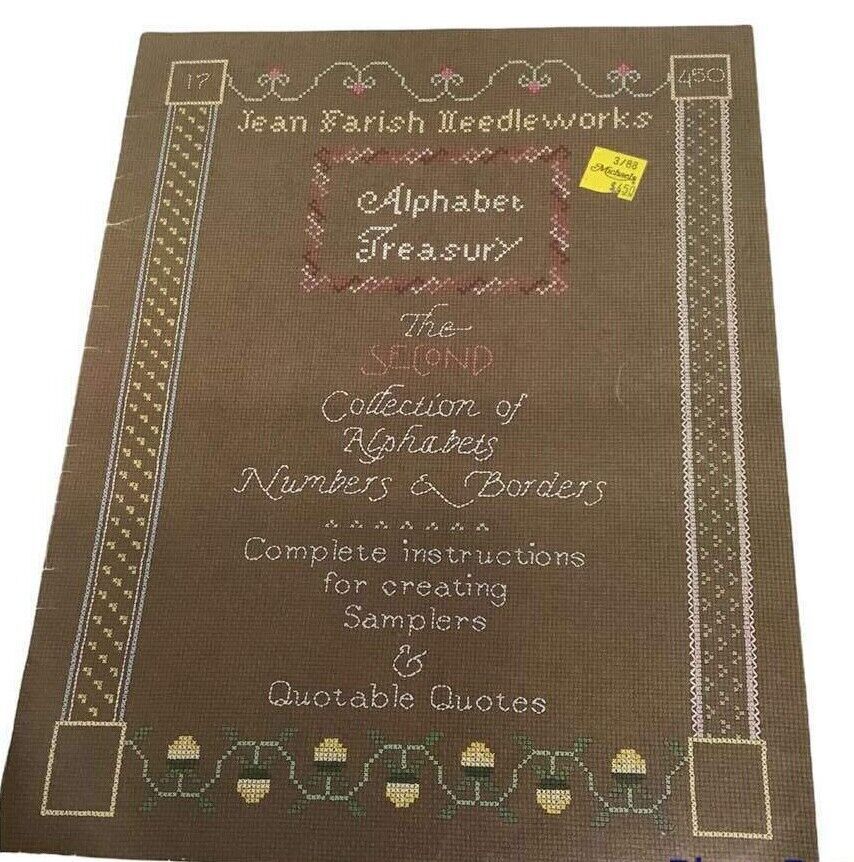 17
450
Jean Farish Needleworks
3/88
Michaels
$4.50
Alphabet
Treasury
The
SECOND
Collection of
Alphabets
Numbers & Borders
Complete instructions
for creating
Samplers
&
Quotable Quotes